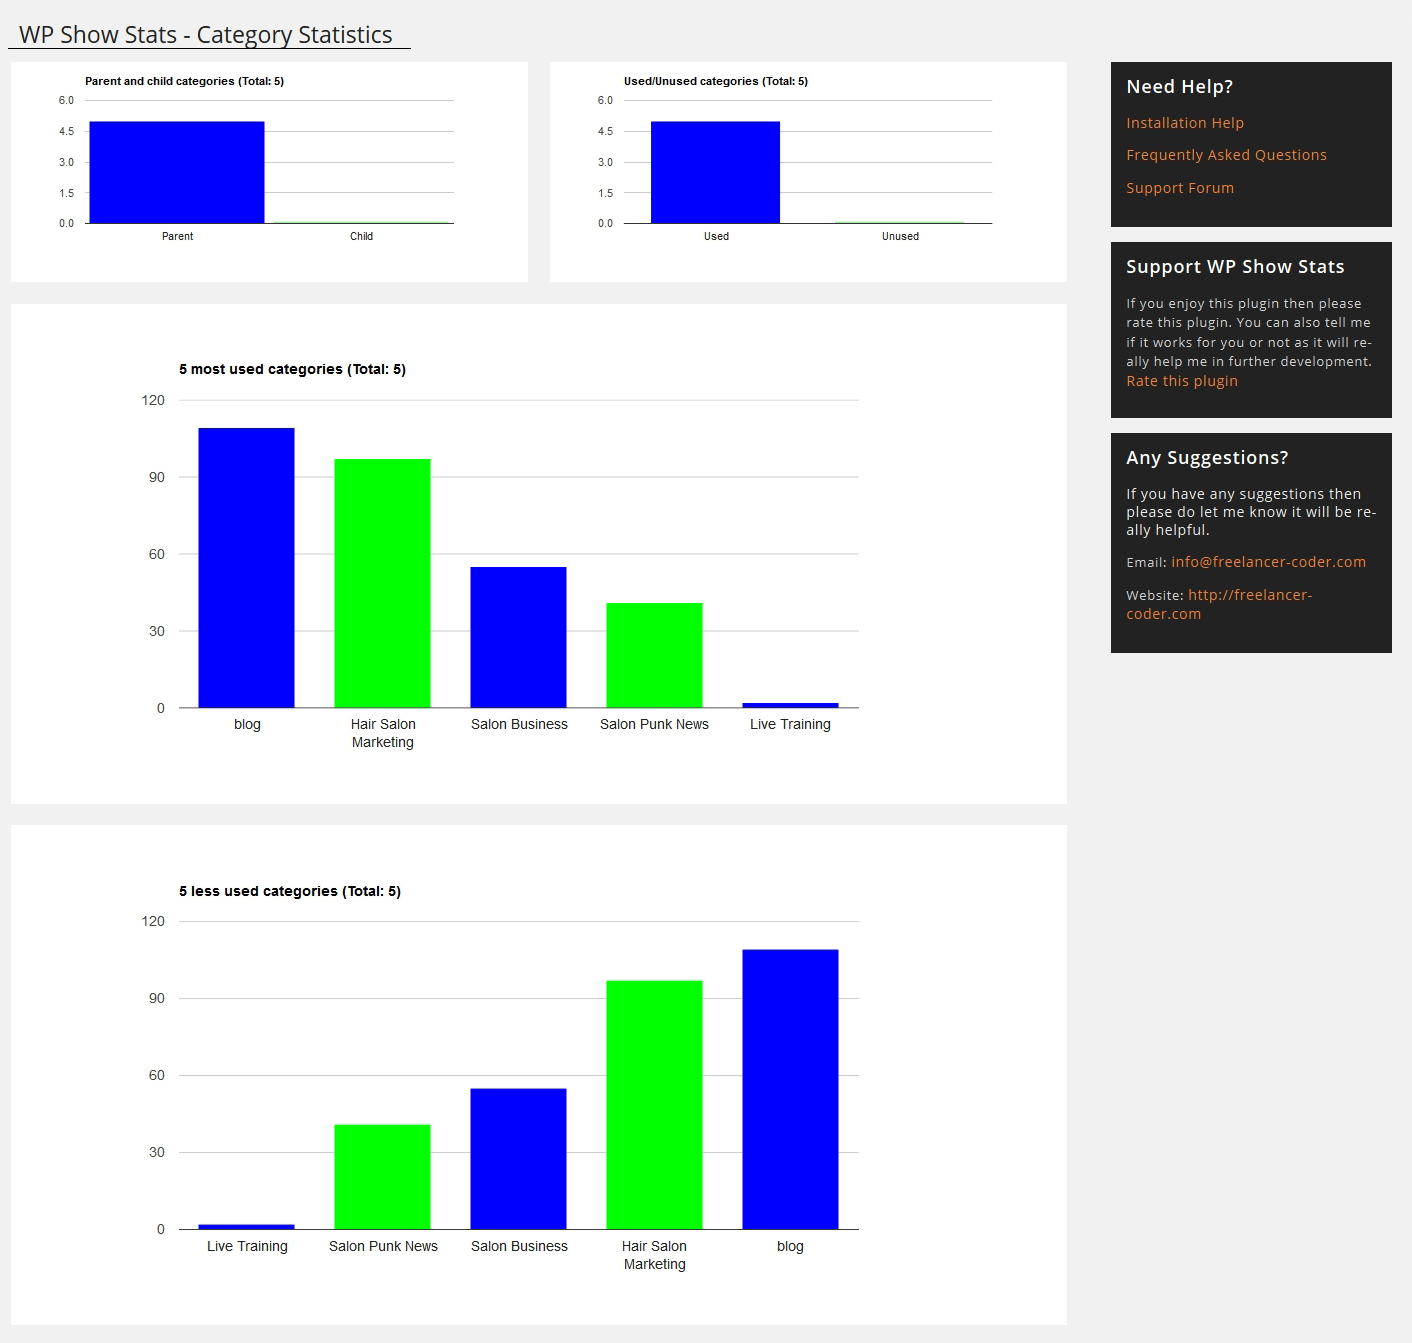 WP Show Stats - Category Statistics
Parent and child categories (Total: 5)
6.0
4.5
3.0
1.5
0.0
Parent Child
Used/Unused categories (Total: 5)
6.0
4.5
3.0
1.5
0.0
Used Unused
5 most used categories (Total: 5)
120
90
60
30
0
blog Hair Salon Salon Business Salon Punk News Live Training
Marketing
5 less used categories (Total: 5)
120
90
60
30
0
Live Training Salon Punk News Salon Business Hair Salon blog
Marketing
Need Help?
Installation Help
Frequently Asked Questions
Support Forum
Support WP Show Stats
If you enjoy this plugin then please
rate this plugin. You can also tell me
if it works for you or not as it will re-
ally help me in further development.
Rate this plugin
Any Suggestions?
If you have any suggestions then
please do let me know it will be re-
ally helpful.
Email: info@freelancer-coder.com
Website: http://freelancer-
coder.com